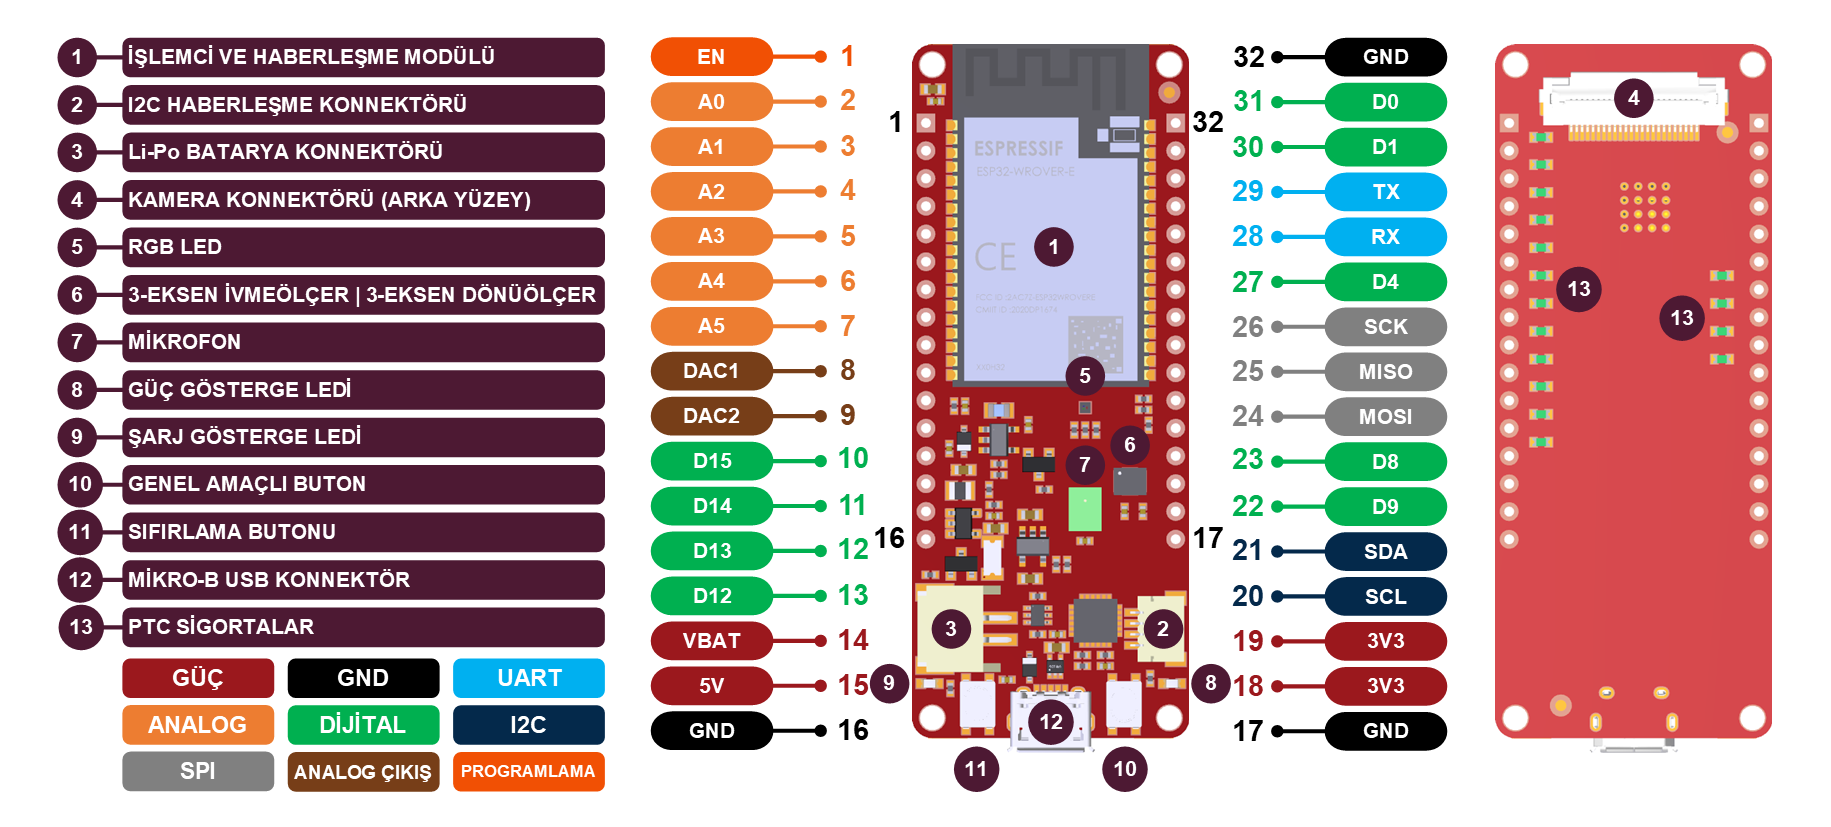 1 İŞLEMCİ VE HABERLEŞME MODÜLÜ
2 I2C HABERLEŞME KONNEKTÖRÜ
3 Li-Po BATARYA KONNEKTÖRÜ
4 KAMERA KONNEKTÖRÜ (ARKA YÜZEY)
5 RGB LED
6 3-EKSEN İVMEÖLÇER | 3-EKSEN DÖNÜÖLÇER
7 MİKROFON
8 GÜÇ GÖSTERGE LEDİ
9 ŞARJ GÖSTERGE LEDİ
10 GENEL AMAÇLI BUTON
11 SIFIRLAMA BUTONU
12 MİKRO-B USB KONNEKTÖR
13 PTC SİGORTALAR
GÜÇ GND UART
ANALOG DİJİTAL I2C
SPI ANALOG ÇIKIŞ PROGRAMLAMA
EN 1
A0 2
A1 3
A2 4
A3 5
A4 6
A5 7
DAC1 8
DAC2 9
D15 10
D14 11
D13 12
D12 13
VBAT 14
5V 15
GND 16
1
32
16
17
ESPRESSIF
ESP32-WROVER-E
CE
1
5
6
7
3
2
9
8
12
11
10
32 GND
31 D0
30 D1
29 TX
28 RX
27 D4
26 SCK
25 MISO
24 MOSI
23 D8
22 D9
21 SDA
20 SCL
19 3V3
18 3V3
17 GND
4
13
13